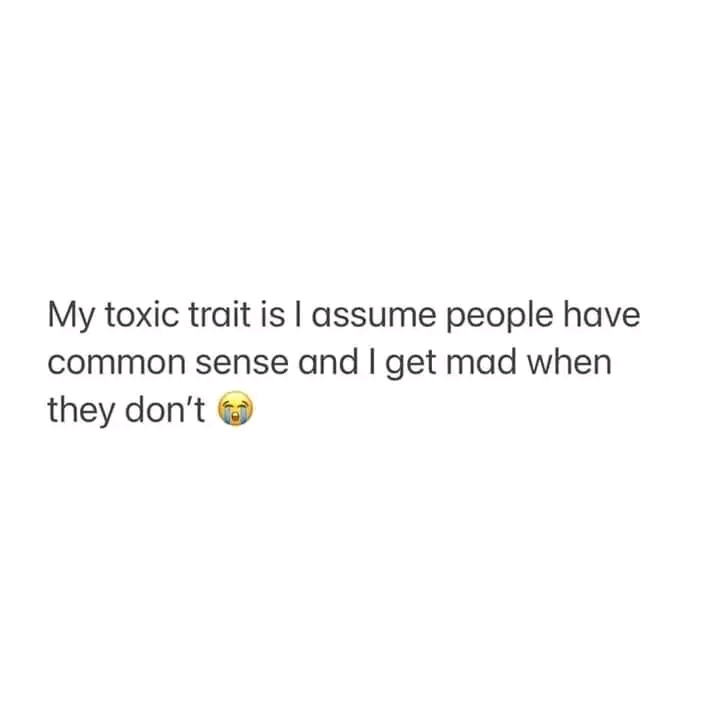 My toxic trait is I assume people have
common sense and I get mad when
they don’t 😭